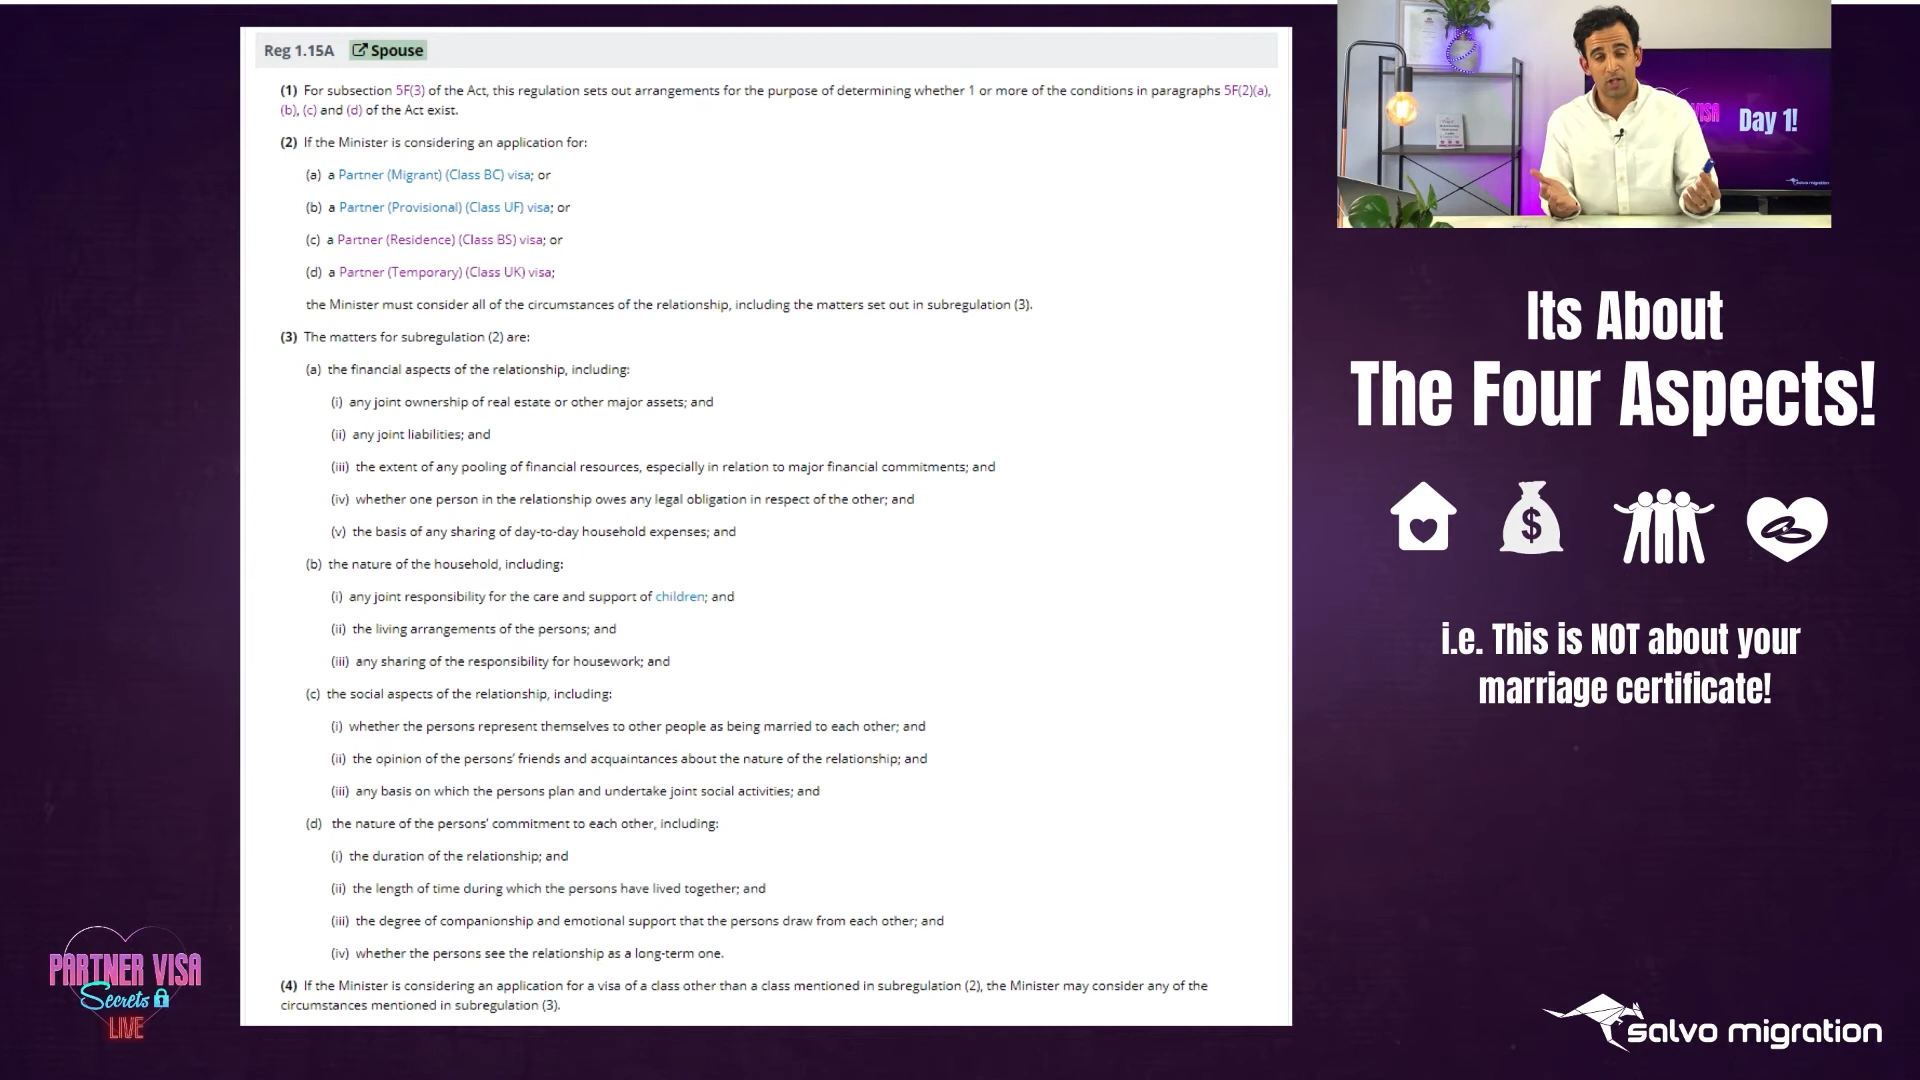 Reg 1.15A Spouse
(1) For subsection 5F(3) of the Act, this regulation sets out arrangements for the purpose of determining whether 1 or more of the conditions in paragraphs 5F(2)(a),
(b), (c) and (d) of the Act exist.
(2) If the Minister is considering an application for:
(a) a Partner (Migrant) (Class BC) visa; or
(b) a Partner (Provisional) (Class UF) visa; or
(c) a Partner (Residence) (Class BS) visa; or
(d) a Partner (Temporary) (Class UK) visa;
the Minister must consider all of the circumstances of the relationship, including the matters set out in subregulation (3).
(3) The matters for subregulation (2) are:
(a) the financial aspects of the relationship, including:
(i) any joint ownership of real estate or other major assets; and
(ii) any joint liabilities; and
(iii) the extent of any pooling of financial resources, especially in relation to major financial commitments; and
(iv) whether one person in the relationship owes any legal obligation in respect of the other; and
(v) the basis of any sharing of day-to-day household expenses; and
(b) the nature of the household, including:
(i) any joint responsibility for the care and support of children; and
(ii) the living arrangements of the persons; and
(iii) any sharing of the responsibility for housework; and
(c) the social aspects of the relationship, including:
(i) whether the persons represent themselves to other people as being married to each other; and
(ii) the opinion of the persons' friends and acquaintances about the nature of the relationship; and
(iii) any basis on which the persons plan and undertake joint social activities; and
(d) the nature of the persons' commitment to each other, including:
(i) the duration of the relationship; and
(ii) the length of time during which the persons have lived together; and
(iii) the degree of companionship and emotional support that the persons draw from each other; and
(iv) whether the persons see the relationship as a long-term one.
(4) If the Minister is considering an application for a visa of a class other than a class mentioned in subregulation (2), the Minister may consider any of the
circumstances mentioned in subregulation (3).
VISA
Day 1!
salvo migration
Its About
The Four Aspects!
$
i.e. This is NOT about your
marriage certificate!
PARTNER VISA
Secrets
LIVE
salvo migration